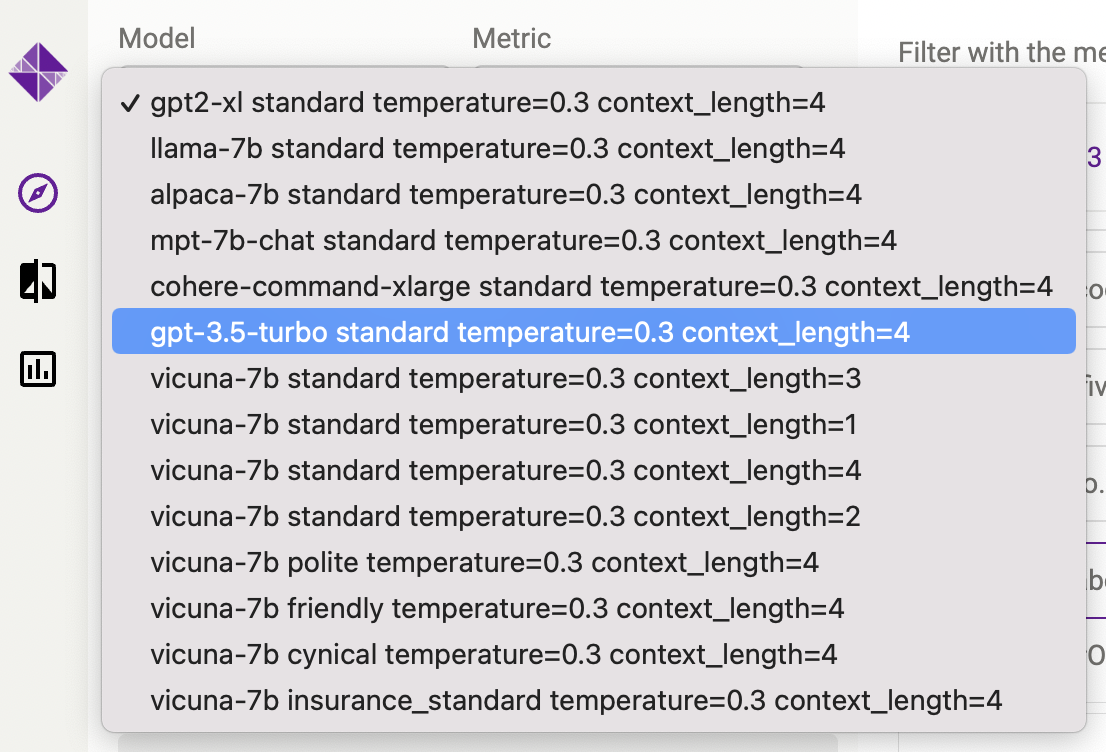 Model
Metric
Filter with the me
✓ gpt2-xl standard temperature=0.3 context_length=4
llama-7b standard temperature=0.3 context_length=4
alpaca-7b standard temperature=0.3 context_length=4
mpt-7b-chat standard temperature=0.3 context_length=4
cohere-command-xlarge standard temperature=0.3 context_length=4
gpt-3.5-turbo standard temperature=0.3 context_length=4
vicuna-7b standard temperature=0.3 context_length=3
vicuna-7b standard temperature=0.3 context_length=1
vicuna-7b standard temperature=0.3 context_length=4
vicuna-7b standard temperature=0.3 context_length=2
vicuna-7b polite temperature=0.3 context_length=4
vicuna-7b friendly temperature=0.3 context_length=4
vicuna-7b cynical temperature=0.3 context_length=4
vicuna-7b insurance_standard temperature=0.3 context_length=4
3